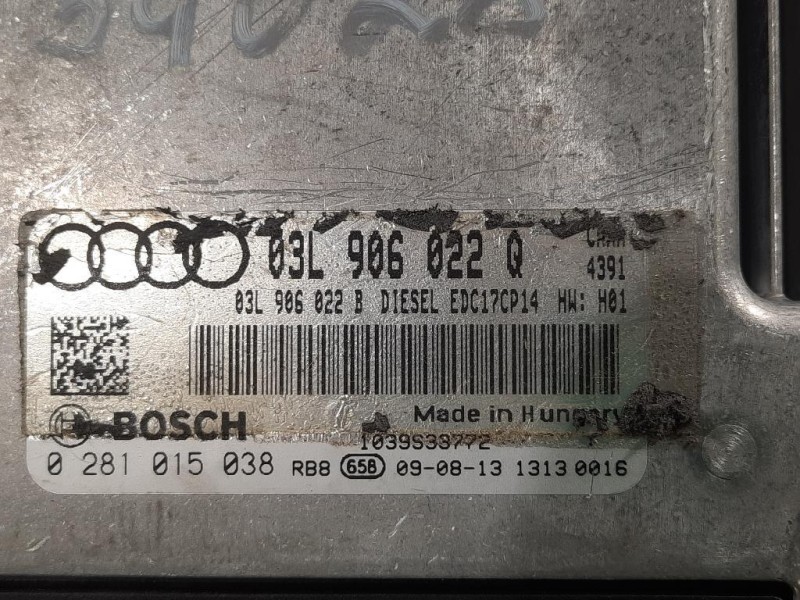 03L 906 022 Q
4391
03L 906 022 B DIESEL EDC17CP14 HW: H01
BOSCH
Made in Hungary
1039S33772
0 281 015 038 RB8 658 09-08-13 1313 0016